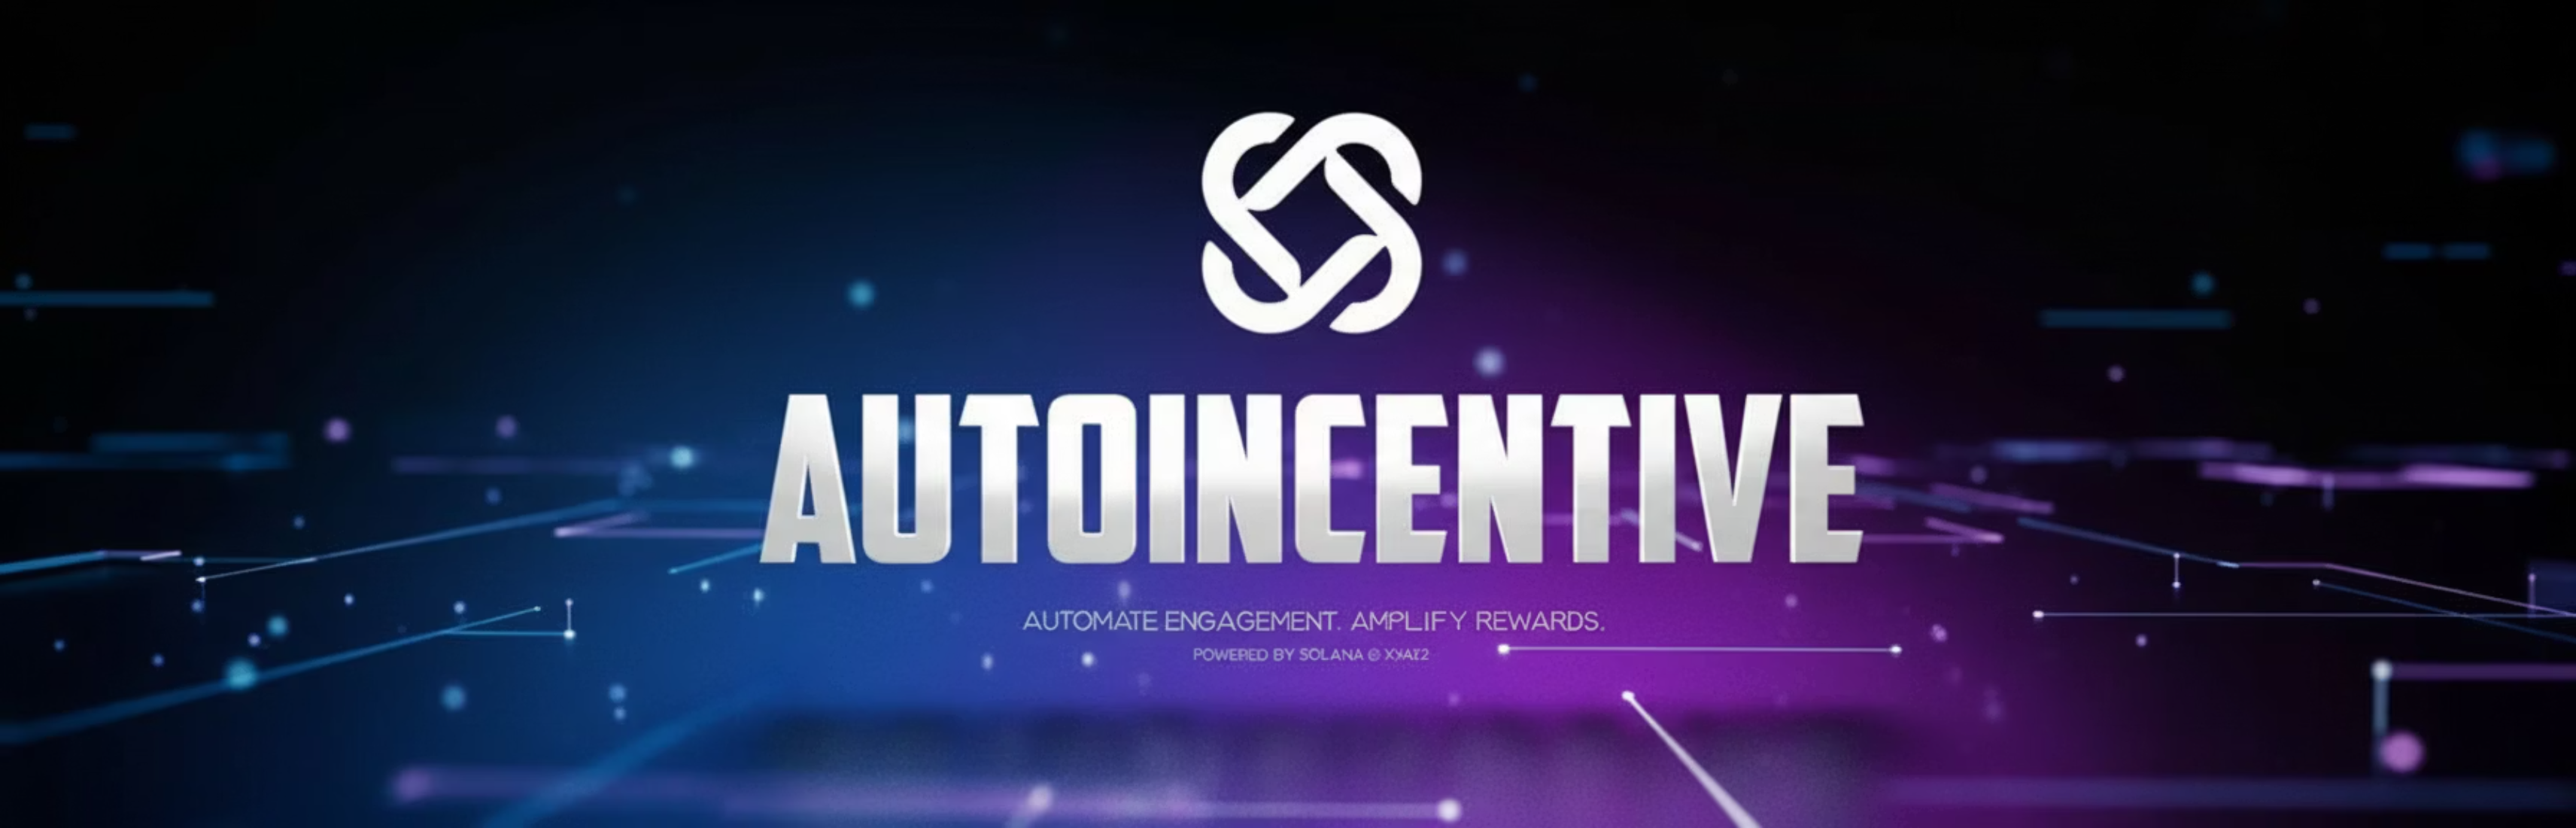 AUTOINCENTIVE
AUTOMATE ENGAGEMENT. AMPLIFY REWARDS.
POWERED BY SOLANA ©